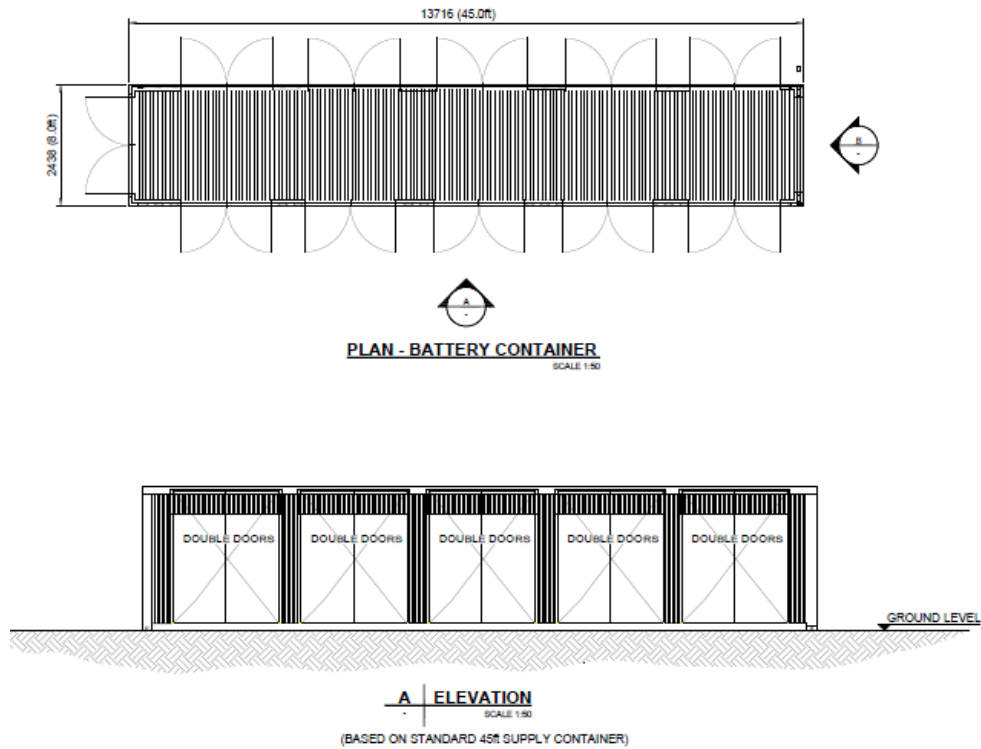 13716 (45.0ft)
2438 (8.0ft)
B
-
A
-
PLAN - BATTERY CONTAINER
SCALE 1:50
DOUBLE DOORS DOUBLE DOORS DOUBLE DOORS DOUBLE DOORS DOUBLE DOORS
GROUND LEVEL
A ELEVATION
- SCALE 1:50
(BASED ON STANDARD 45ft SUPPLY CONTAINER)